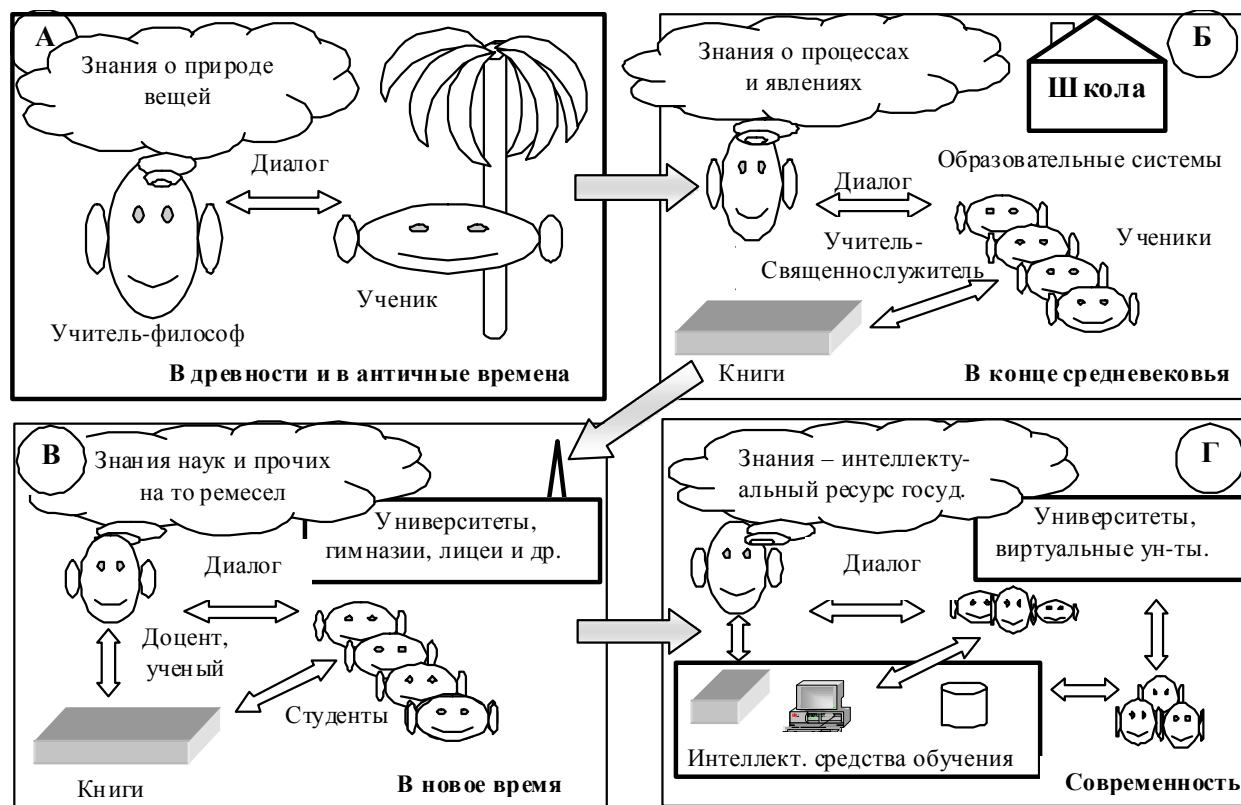 А
Знания о природе
вещей
Диалог
Ученик
Учитель-философ
В древности и в античные времена
Б
Знания о процессах
и явлениях
Школа
Образовательные системы
Диалог
Учитель-
Священнослужитель
Ученики
Книги
В конце средневековья
В
Знания наук и прочих
на то ремесел
Университеты,
гимназии, лицеи и др.
Диалог
Доцент,
ученый
Студенты
Книги
В новое время
Г
Знания – интеллекту-
альный ресурс госуд.
Университеты,
виртуальные ун-ты.
Диалог
Интеллект. средства обучения
Современность